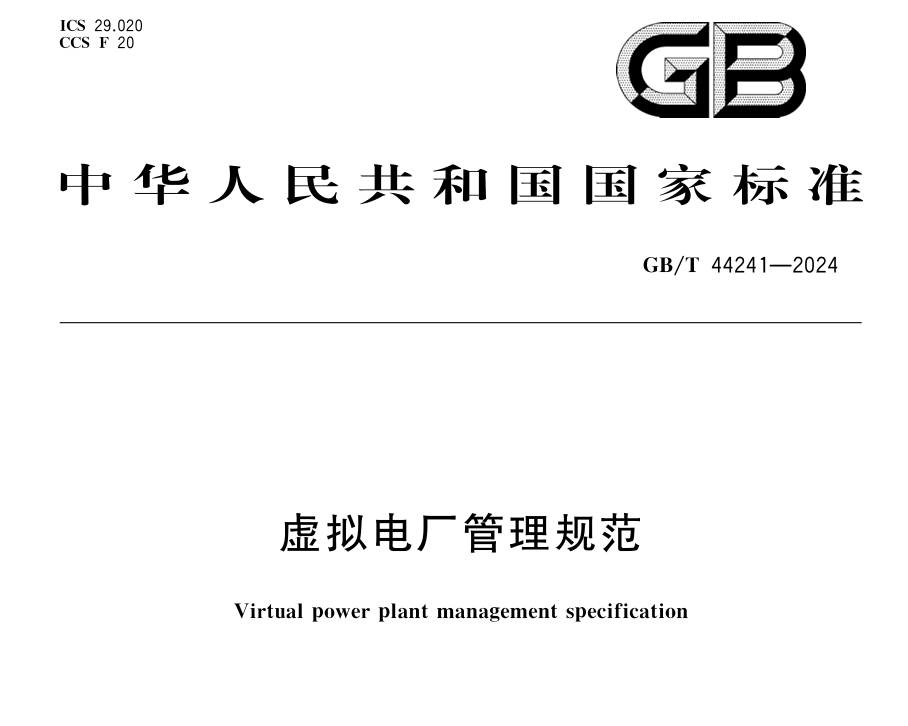 ICS 29.020
CCS F 20
GB
中华人民共和国国家标准
GB/T 44241—2024
虚拟电厂管理规范
Virtual power plant management specification